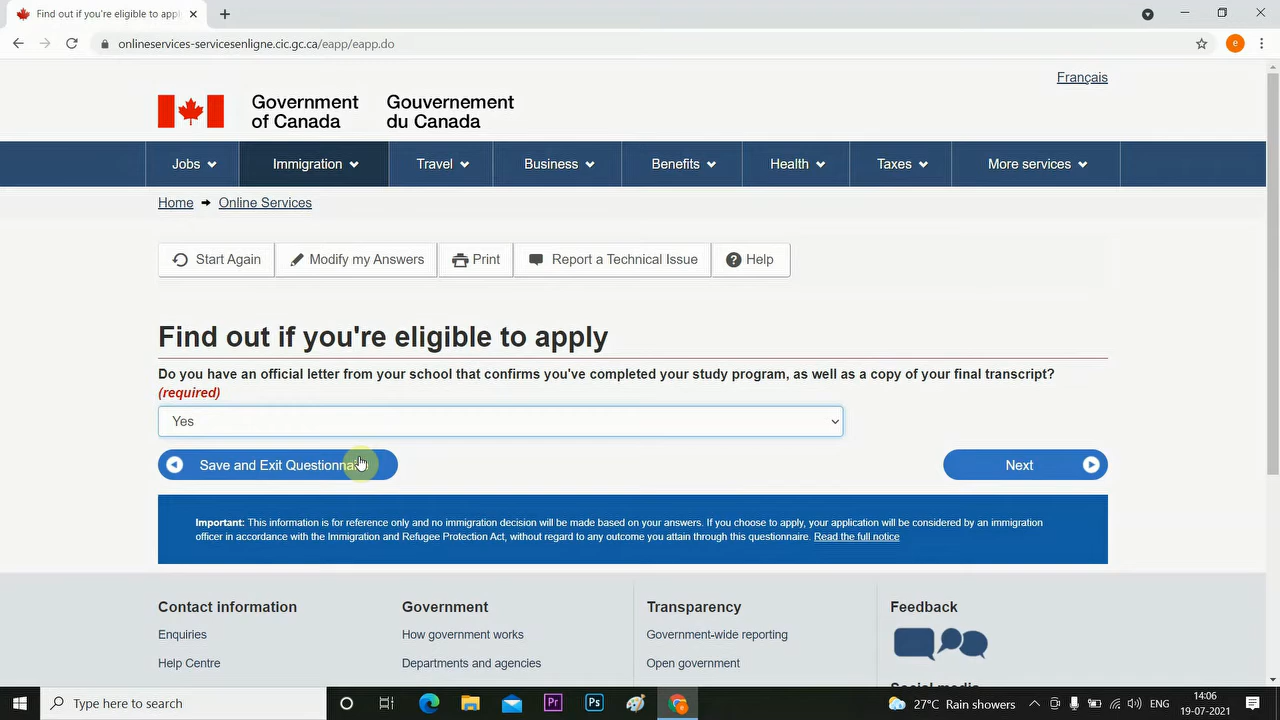 Find out if you're eligible to appl
onlineservices-servicesenligne.cic.gc.ca/eapp/eapp.do
e
Français
Government of Canada
Gouvernement du Canada
Jobs
Immigration
Travel
Business
Benefits
Health
Taxes
More services
Home
Online Services
Start Again
Modify my Answers
Print
Report a Technical Issue
Help
Find out if you're eligible to apply
Do you have an official letter from your school that confirms you've completed your study program, as well as a copy of your final transcript?
(required)
Yes
Save and Exit Questionnai
Next
Important: This information is for reference only and no immigration decision will be made based on your answers. If you choose to apply, your application will be considered by an immigration
officer in accordance with the Immigration and Refugee Protection Act, without regard to any outcome you attain through this questionnaire. Read the full notice
Contact information
Government
Transparency
Feedback
Enquiries
How government works
Government-wide reporting
Help Centre
Departments and agencies
Open government
Social media
Type here to search
Pr
Ps
27°C Rain showers
ENG
14:06
19-07-2021